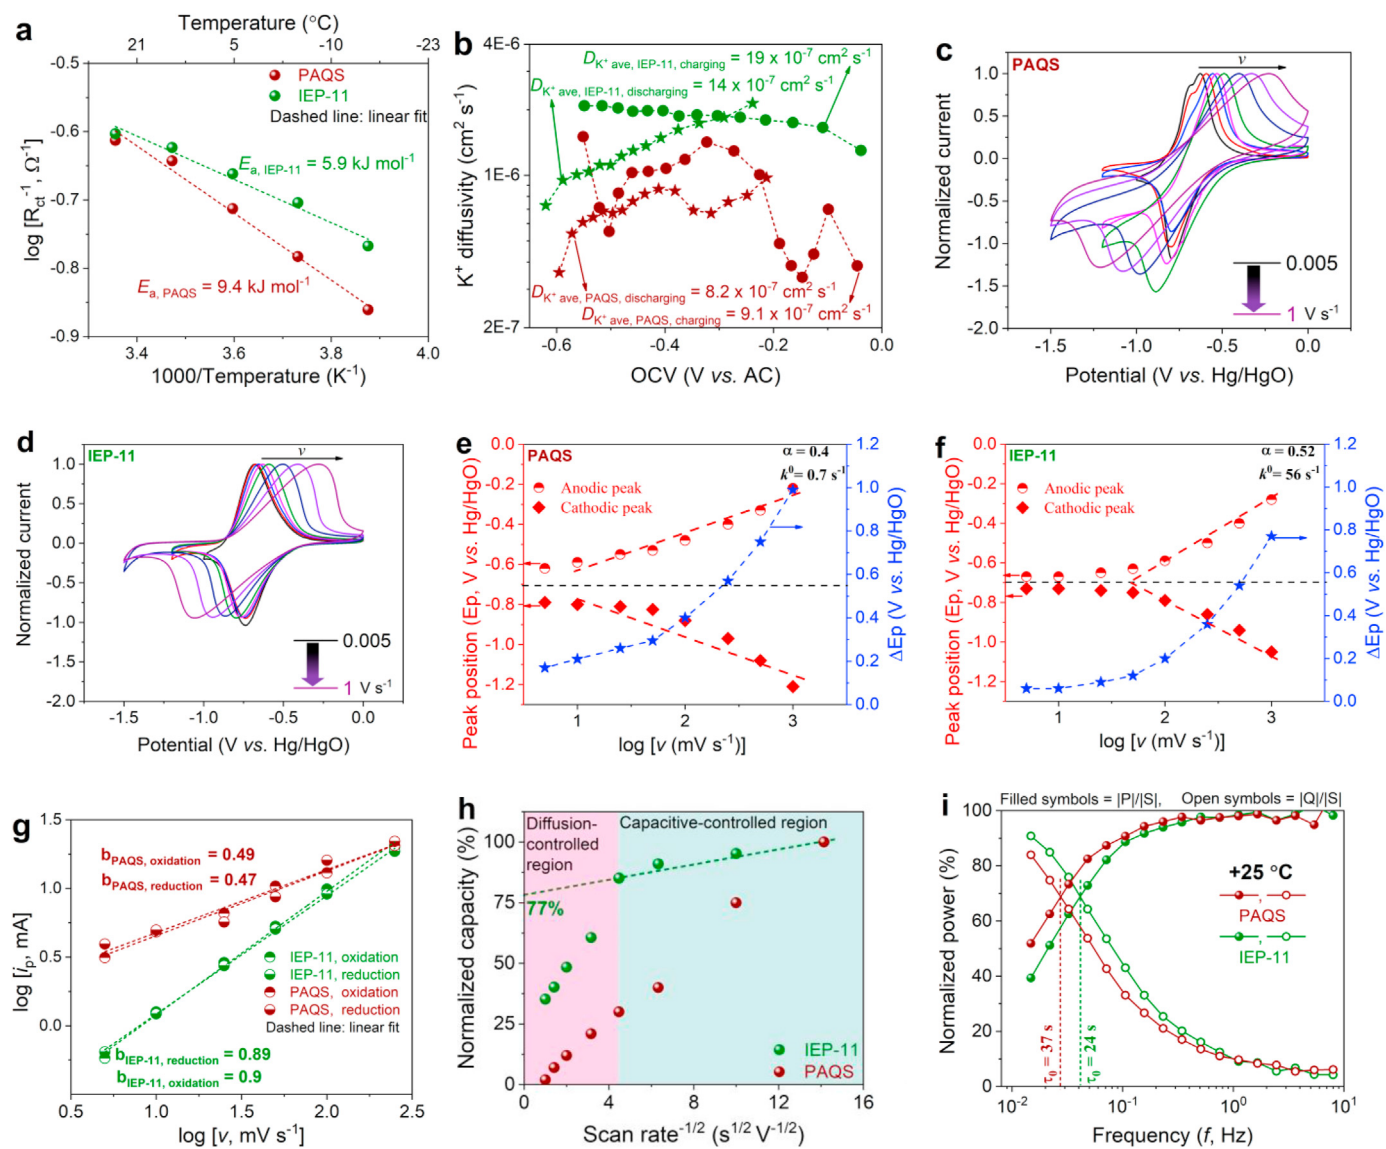 a
Temperature (°C)
21 5 -10 -23
-0.5
-0.6
-0.7
-0.8
-0.9
log [Rct⁻¹, Ω⁻¹]
PAQS
IEP-11
Dashed line: linear fit
Ea, IEP-11 = 5.9 kJ mol⁻¹
Ea, PAQS = 9.4 kJ mol⁻¹
3.4 3.6 3.8 4.0
1000/Temperature (K⁻¹)
b
4E-6
1E-6
2E-7
K⁺ diffusivity (cm² s⁻¹)
DK⁺ ave, IEP-11, charging = 19 x 10⁻⁷ cm² s⁻¹
DK⁺ ave, IEP-11, discharging = 14 x 10⁻⁷ cm² s⁻¹
DK⁺ ave, PAQS, discharging = 8.2 x 10⁻⁷ cm² s⁻¹
DK⁺ ave, PAQS, charging = 9.1 x 10⁻⁷ cm² s⁻¹
-0.6 -0.4 -0.2 0.0
OCV (V vs. AC)
c
PAQS
v
1.0
0.5
0.0
-0.5
-1.0
-1.5
-2.0
Normalized current
0.005
1 V s⁻¹
-1.5 -1.0 -0.5 0.0
Potential (V vs. Hg/HgO)
d
IEP-11
v
1.0
0.5
0.0
-0.5
-1.0
-1.5
-2.0
Normalized current
0.005
1 V s⁻¹
-1.5 -1.0 -0.5 0.0
Potential (V vs. Hg/HgO)
e
PAQS
α = 0.4
k⁰= 0.7 s⁻¹
Anodic peak
Cathodic peak
0.0
-0.2
-0.4
-0.6
-0.8
-1.0
-1.2
Peak position (Ep, V vs. Hg/HgO)
1.2
1.0
0.8
0.6
0.4
0.2
0.0
ΔEp (V vs. Hg/HgO)
1 2 3
log [v (mV s⁻¹)]
f
IEP-11
α = 0.52
k⁰= 56 s⁻¹
Anodic peak
Cathodic peak
0.0
-0.2
-0.4
-0.6
-0.8
-1.0
-1.2
Peak position (Ep, V vs. Hg/HgO)
1.2
1.0
0.8
0.6
0.4
0.2
0.0
ΔEp (V vs. Hg/HgO)
1 2 3
log [v (mV s⁻¹)]
g
1.5
1.0
0.5
0.0
log [ip, mA]
bPAQS, oxidation = 0.49
bPAQS, reduction = 0.47
IEP-11, oxidation
IEP-11, reduction
PAQS, oxidation
PAQS, reduction
Dashed line: linear fit
bIEP-11, reduction = 0.89
bIEP-11, oxidation = 0.9
0.5 1.0 1.5 2.0 2.5
log [v, mV s⁻¹]
h
100
75
50
25
0
Normalized capacity (%)
Diffusion-
controlled
region
Capacitive-controlled region
77%
IEP-11
PAQS
0 4 8 12 16
Scan rate⁻¹/² (s¹/² V⁻¹/²)
i
Filled symbols = |P|/|S|, Open symbols = |Q|/|S|
100
80
60
40
20
0
Normalized power (%)
+25 °C
PAQS
IEP-11
τ0 = 37 s
τ0 = 24 s
10⁻² 10⁻¹ 10⁰ 10¹
Frequency (f, Hz)